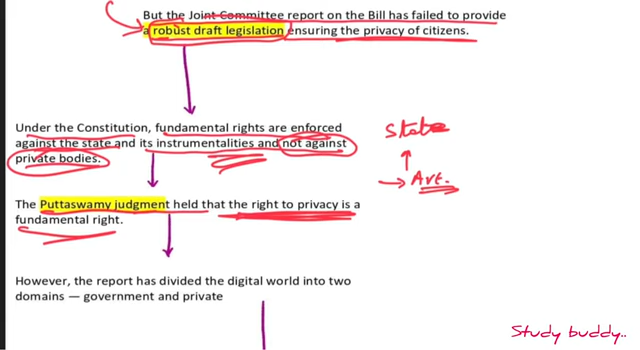 But the Joint Committee report on the Bill has failed to provide
a robust draft legislation ensuring the privacy of citizens.
Under the Constitution, fundamental rights are enforced
against the state and its instrumentalities and not against State
private bodies.
→ Art.
The Puttaswamy judgment held that the right to privacy is a
fundamental right.
However, the report has divided the digital world into two
domains — government and private
Study buddy..